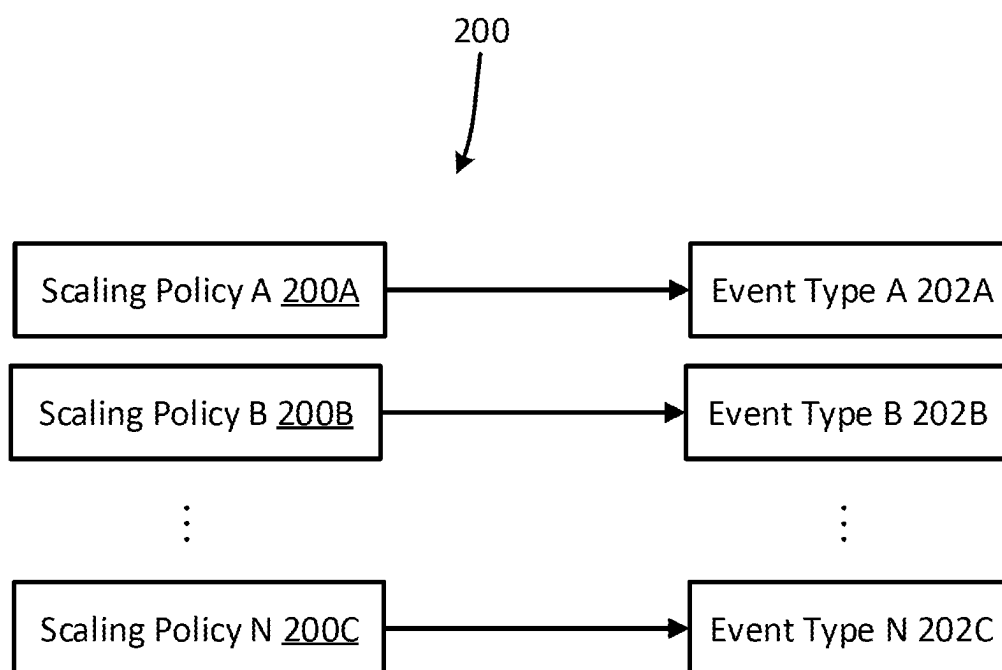 200
Scaling Policy A 200A
Event Type A 202A
Scaling Policy B 200B
Event Type B 202B
Scaling Policy N 200C
Event Type N 202C